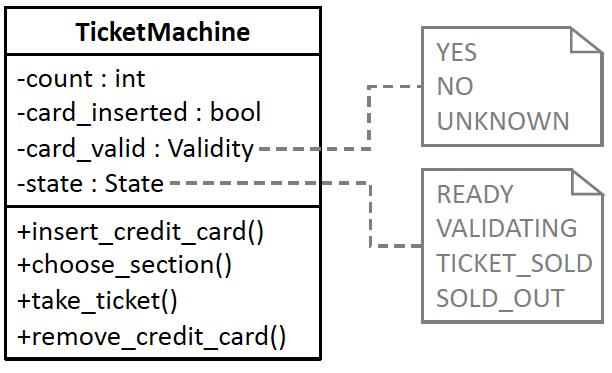 TicketMachine
-count : int
-card_inserted : bool
-card_valid : Validity
-state : State
+insert_credit_card()
+choose_section()
+take_ticket()
+remove_credit_card()
YES
NO
UNKNOWN
READY
VALIDATING
TICKET_SOLD
SOLD_OUT